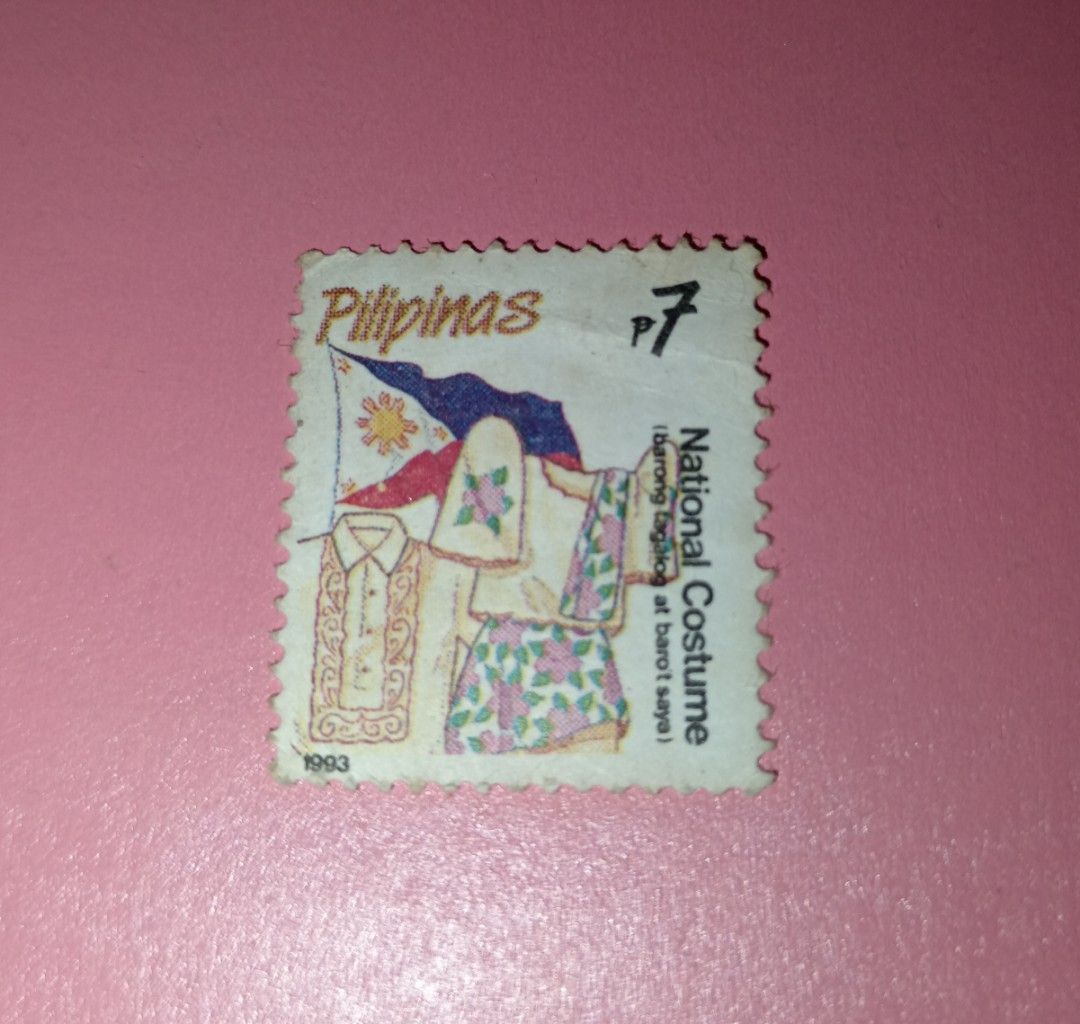 Pilipinas
P7
National Costume
(barong tagalog at baro't saya)
1993